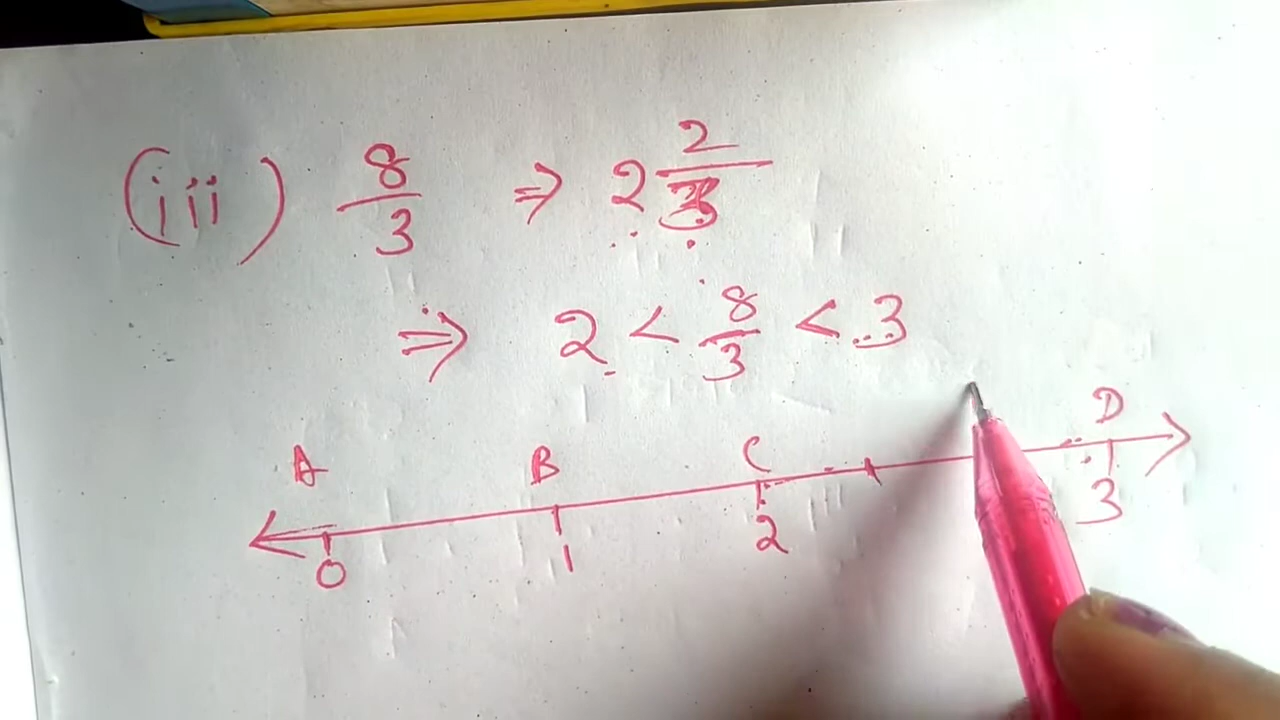 (iii) 8/3 ⇒ 2 2/3
⇒ 2 < 8/3 < 3
A B C D
0 1 2 3